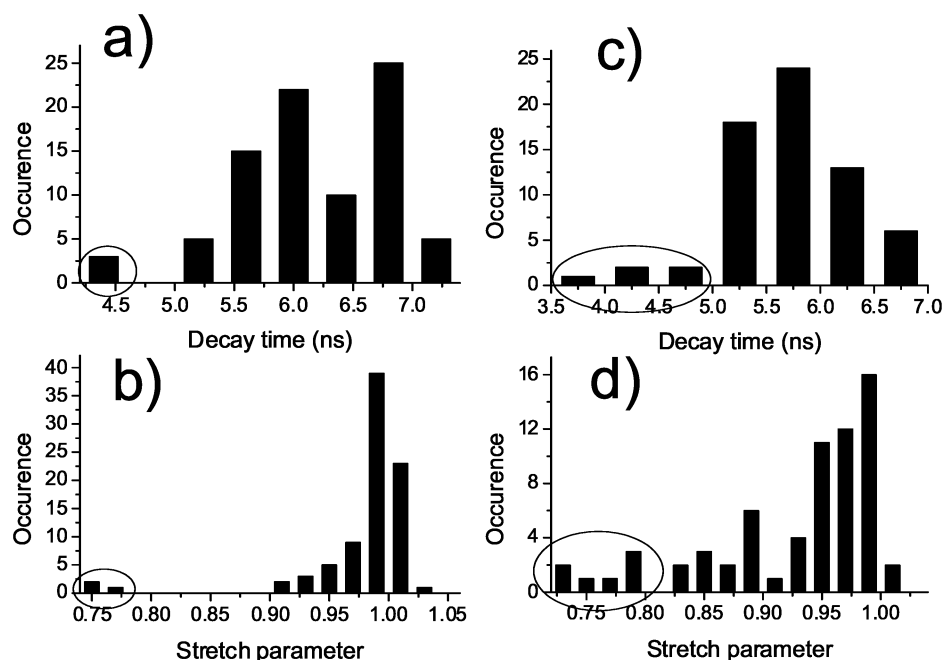 a)
25
20
15
10
5
0
Occurence
4.5 5.0 5.5 6.0 6.5 7.0
Decay time (ns)
c)
25
20
15
10
5
0
Occurence
3.5 4.0 4.5 5.0 5.5 6.0 6.5 7.0
Decay time (ns)
b)
40
35
30
25
20
15
10
5
0
Occurence
0.75 0.80 0.85 0.90 0.95 1.00 1.05
Stretch parameter
d)
16
12
8
4
0
Occurence
0.75 0.80 0.85 0.90 0.95 1.00
Stretch parameter